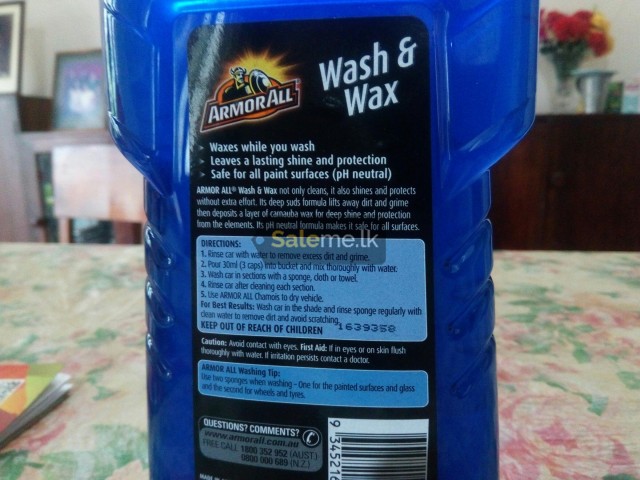 ARMOR ALL
Wash &
Wax
Waxes while you wash
Leaves a lasting shine and protection
Safe for all paint surfaces (pH neutral)
ARMOR ALL® Wash & Wax not only cleans, it also shines and protects
without extra effort. Its deep suds formula lifts away dirt and grime
then deposits a layer of carnauba wax for deep shine and protection
from the elements. Its pH neutral formula makes it safe for all surfaces.
Saleme.lk
DIRECTIONS:
1. Rinse car with water to remove excess dirt and grime.
2. Pour 30ml (3 caps) into bucket and mix thoroughly with water.
3. Wash car in sections with a sponge, cloth or towel.
4. Rinse car after cleaning each section.
5. Use ARMOR ALL Chamois to dry vehicle.
For Best Results: Wash car in the shade and rinse sponge regularly with
clean water to remove dirt and avoid scratching.
KEEP OUT OF REACH OF CHILDREN 1639358
Caution: Avoid contact with eyes. First Aid: If in eyes or on skin flush
thoroughly with water. If irritation persists contact a doctor.
ARMOR ALL Washing Tip:
Use two sponges when washing - One for the painted surfaces and glass
and the second for wheels and tyres.
QUESTIONS? COMMENTS?
www.armorall.com.au
FREE CALL 1800 352 952 (AUST.)
0800 000 689 (N.Z.)
9 34521
MADE IN